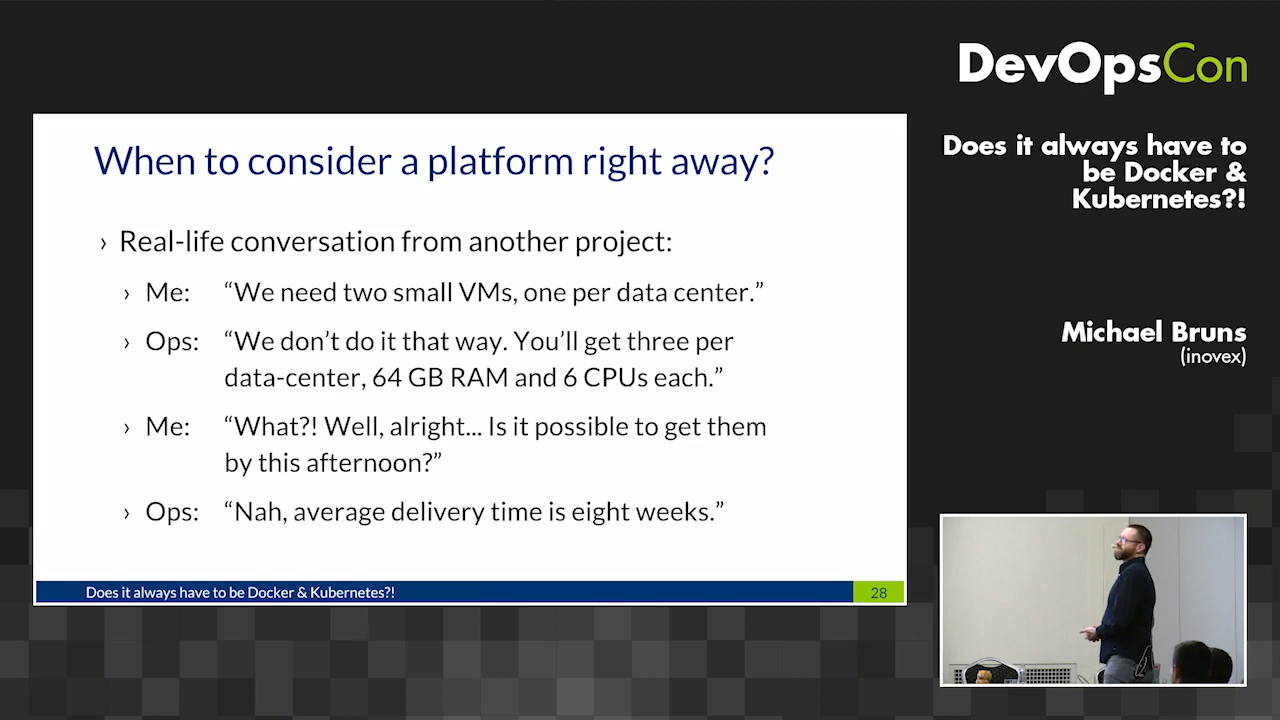 DevOpsCon
Does it always have to
be Docker &
Kubernetes?!
Michael Bruns
(inovex)
When to consider a platform right away?
› Real-life conversation from another project:
› Me: “We need two small VMs, one per data center.”
› Ops: “We don’t do it that way. You’ll get three per
data-center, 64 GB RAM and 6 CPUs each.”
› Me: “What?! Well, alright... Is it possible to get them
by this afternoon?”
› Ops: “Nah, average delivery time is eight weeks.”
Does it always have to be Docker & Kubernetes?! 28